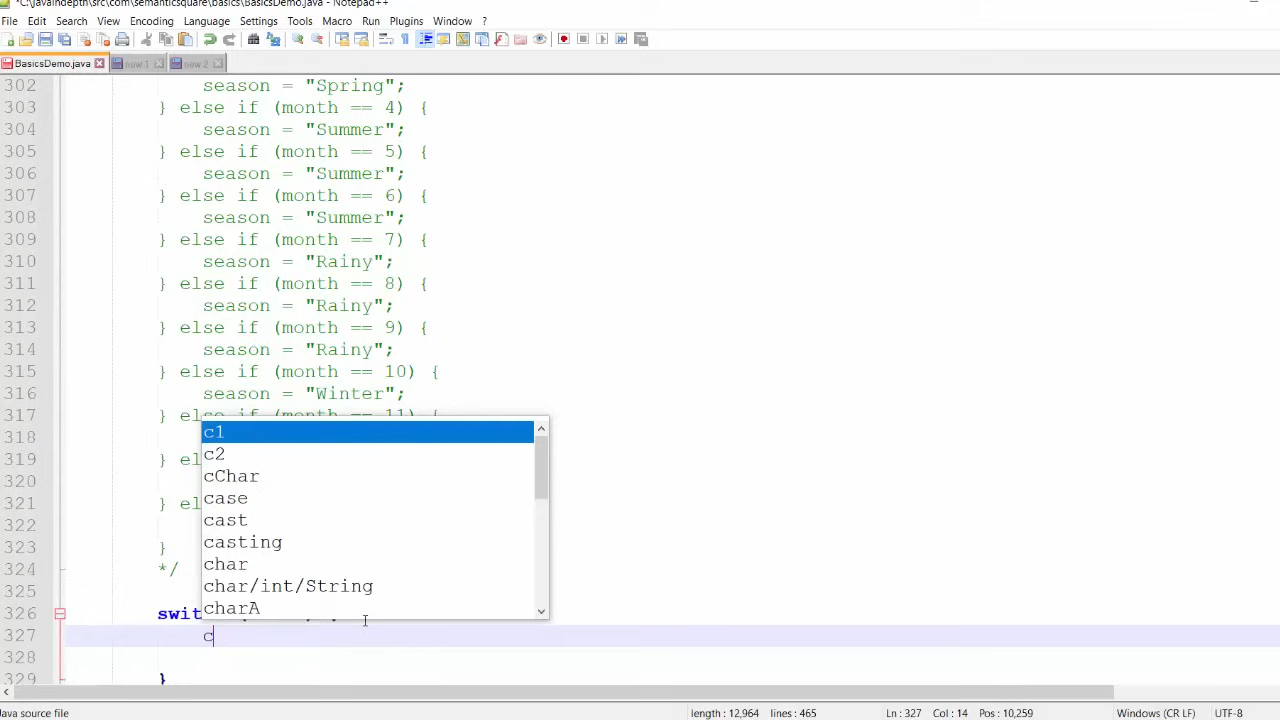 *C:\javaindepth\src\com\semanticsquare\basics\BasicsDemo.java - Notepad++
File Edit Search View Encoding Language Settings Tools Macro Run Plugins Window ?
BasicsDemo.java new 1 new 2
302 season = "Spring";
303 } else if (month == 4) {
304 season = "Summer";
305 } else if (month == 5) {
306 season = "Summer";
307 } else if (month == 6) {
308 season = "Summer";
309 } else if (month == 7) {
310 season = "Rainy";
311 } else if (month == 8) {
312 season = "Rainy";
313 } else if (month == 9) {
314 season = "Rainy";
315 } else if (month == 10) {
316 season = "Winter";
317 } else if (month == 11) {
318
319 } el
320
321 } el
322
323 }
324 */
325
326 swit
327 c
328
329 }
c1
c2
cChar
case
cast
casting
char
char/int/String
charA
Java source file length : 12,964 lines : 465 Ln : 327 Col : 14 Pos : 10,259 Windows (CR LF) UTF-8